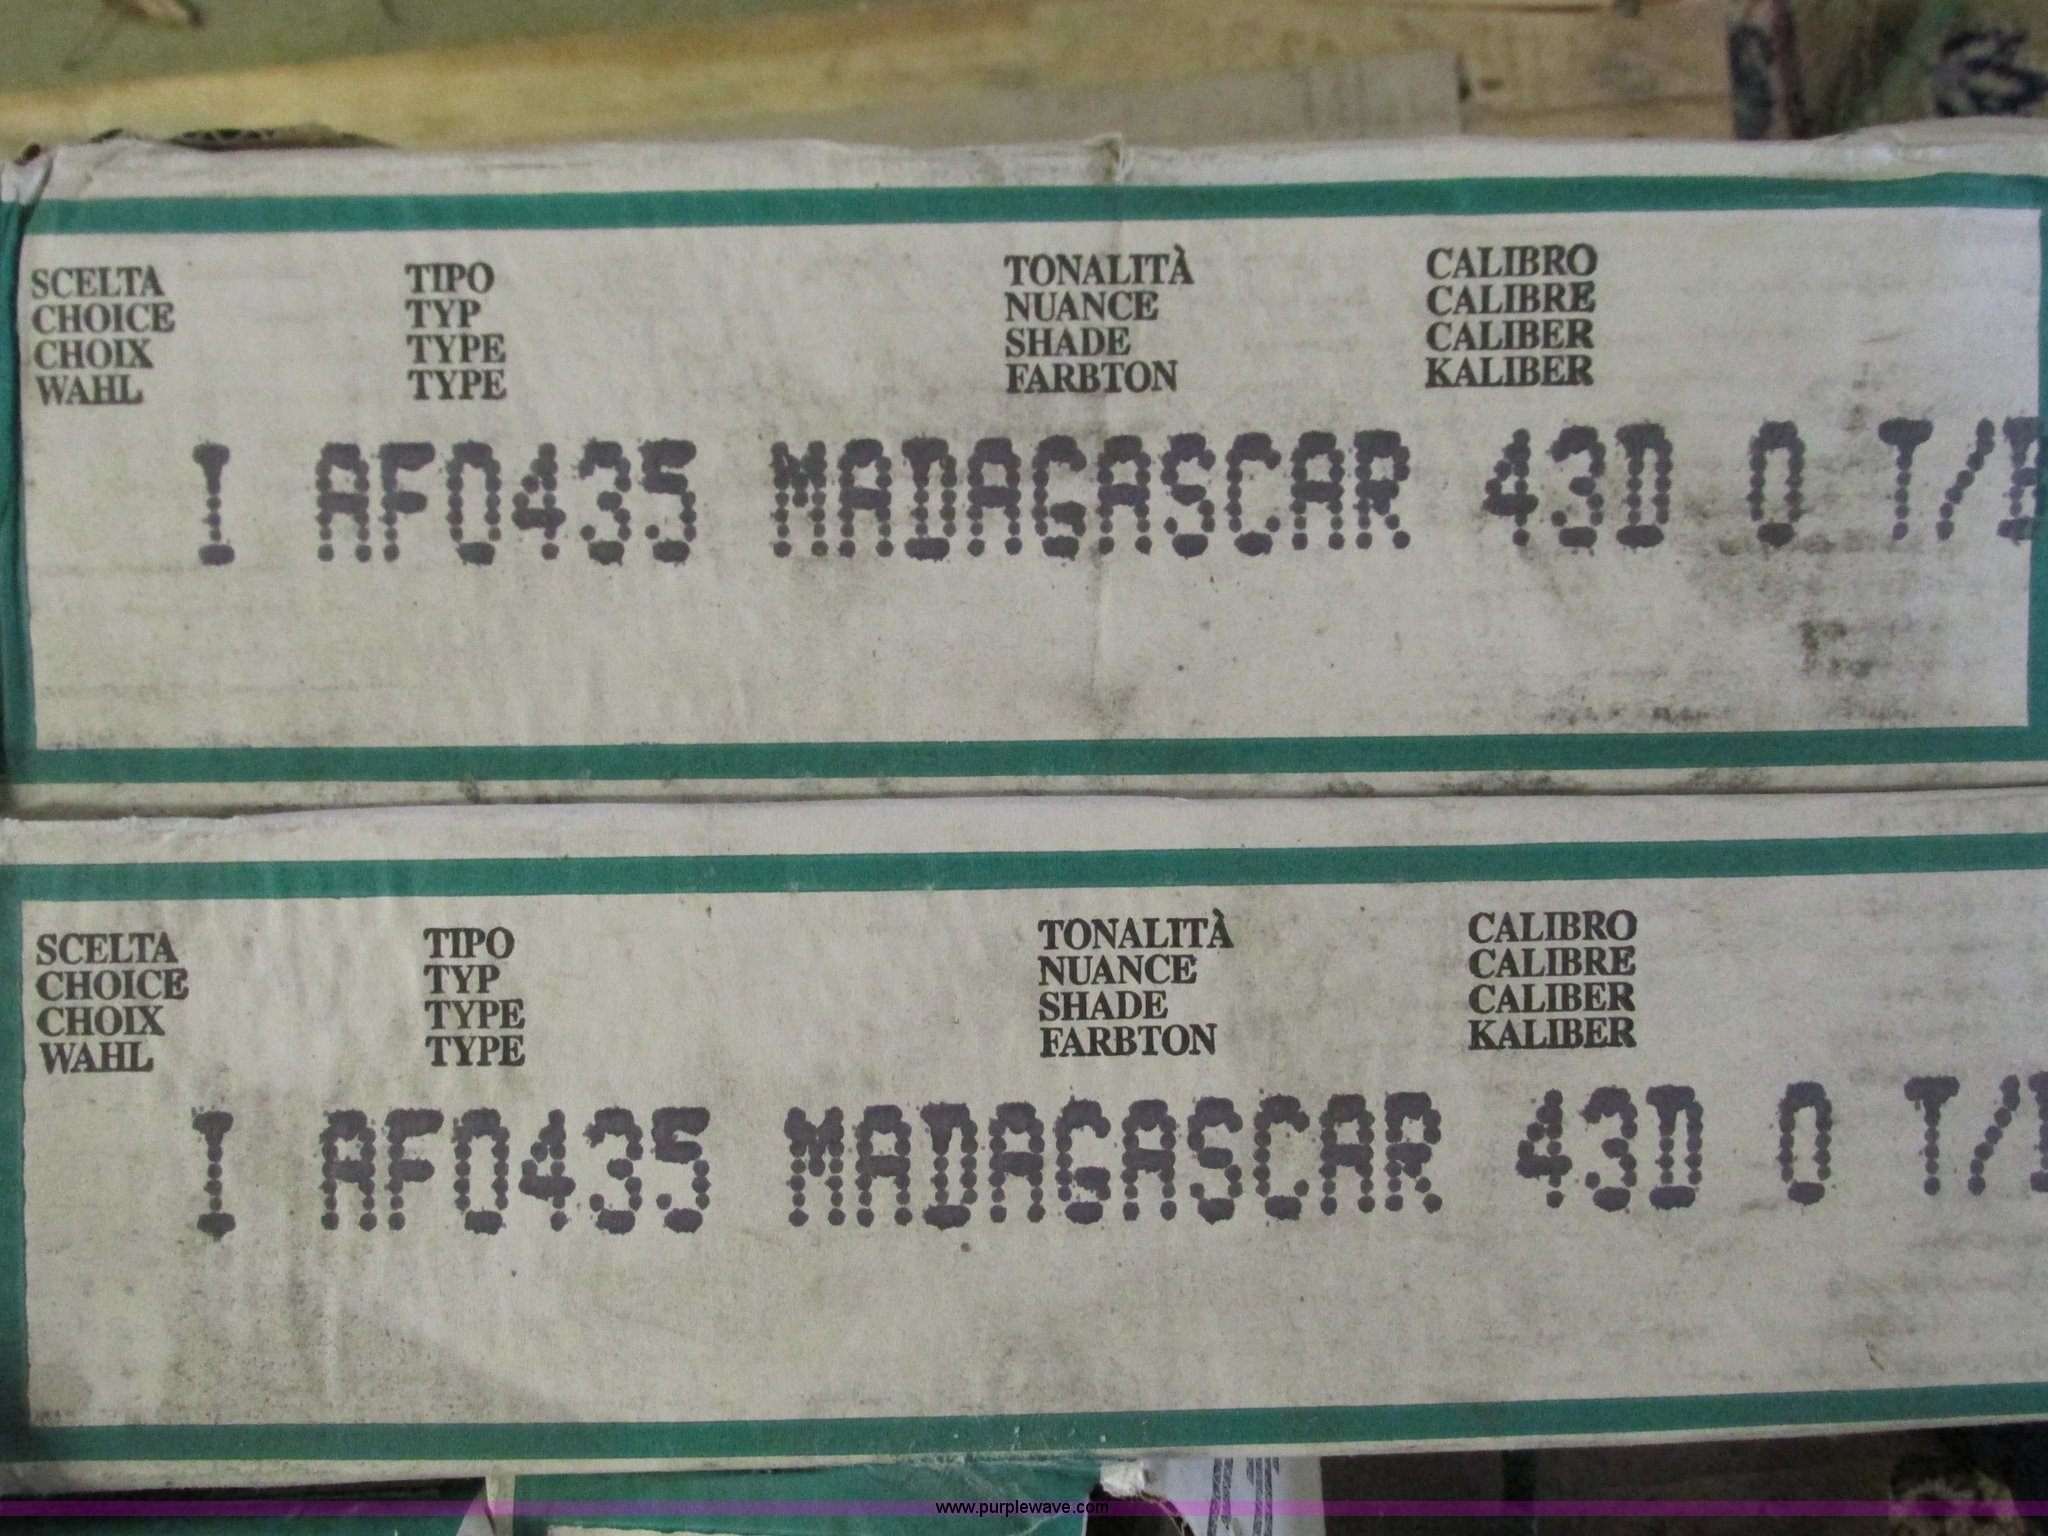 SCELTA TIPO TONALITÀ CALIBRO
CHOICE TYP NUANCE CALIBRE
CHOIX TYPE SHADE CALIBER
WAHL TYPE FARBTON KALIBER
I AF0435 MADAGASCAR 43D 0 T/B
SCELTA TIPO TONALITÀ CALIBRO
CHOICE TYP NUANCE CALIBRE
CHOIX TYPE SHADE CALIBER
WAHL TYPE FARBTON KALIBER
I AF0435 MADAGASCAR 43D 0
www.purplewave.com